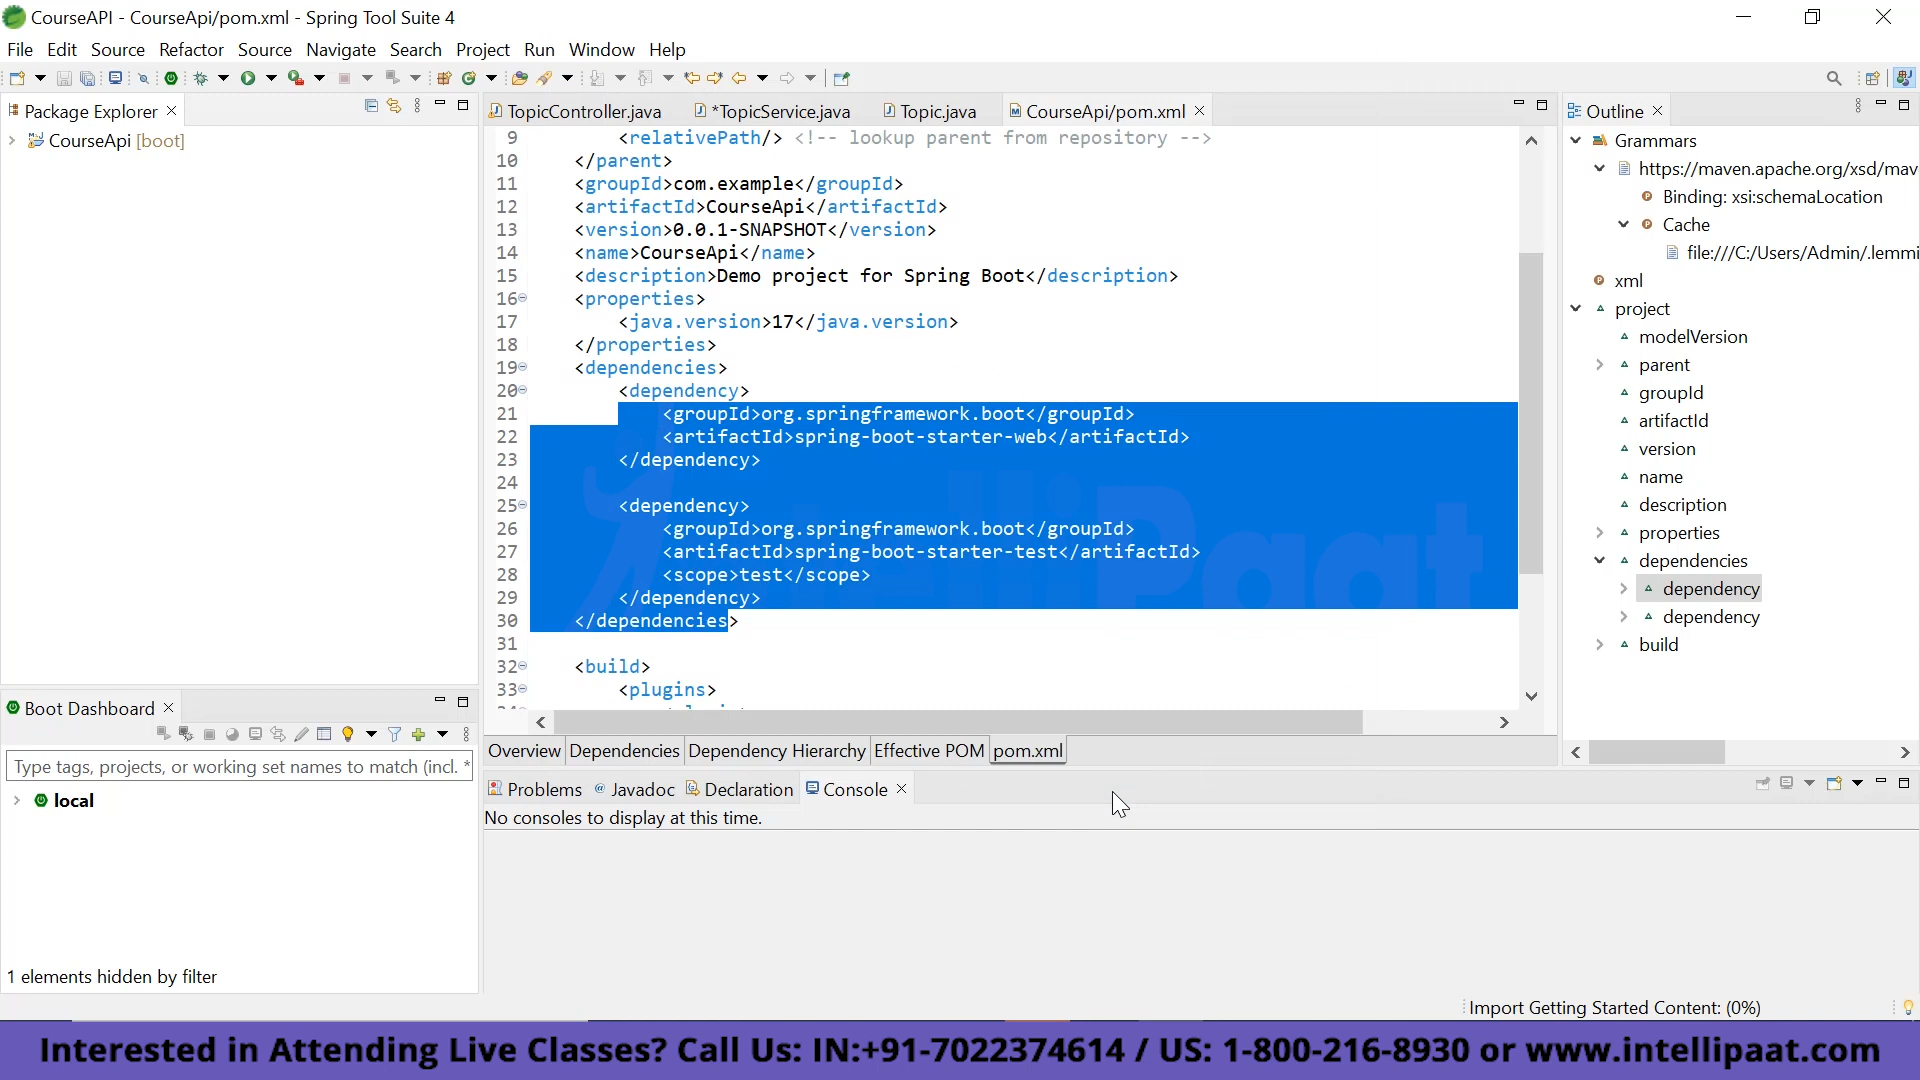 CourseAPI - CourseApi/pom.xml - Spring Tool Suite 4
File Edit Source Refactor Source Navigate Search Project Run Window Help
Package Explorer
CourseApi [boot]
TopicController.java *TopicService.java Topic.java CourseApi/pom.xml
9 <relativePath/> <!-- lookup parent from repository -->
10 </parent>
11 <groupId>com.example</groupId>
12 <artifactId>CourseApi</artifactId>
13 <version>0.0.1-SNAPSHOT</version>
14 <name>CourseApi</name>
15 <description>Demo project for Spring Boot</description>
16 <properties>
17 <java.version>17</java.version>
18 </properties>
19 <dependencies>
20 <dependency>
21 <groupId>org.springframework.boot</groupId>
22 <artifactId>spring-boot-starter-web</artifactId>
23 </dependency>
24
25 <dependency>
26 <groupId>org.springframework.boot</groupId>
27 <artifactId>spring-boot-starter-test</artifactId>
28 <scope>test</scope>
29 </dependency>
30 </dependencies>
31
32 <build>
33 <plugins>
IntelliPaat
Overview Dependencies Dependency Hierarchy Effective POM pom.xml
Outline
Grammars
https://maven.apache.org/xsd/mav
Binding: xsi:schemaLocation
Cache
file:///C:/Users/Admin/.lemmi
xml
project
modelVersion
parent
groupId
artifactId
version
name
description
properties
dependencies
dependency
dependency
build
Boot Dashboard
Type tags, projects, or working set names to match (incl. *
local
1 elements hidden by filter
Problems Javadoc Declaration Console
No consoles to display at this time.
Import Getting Started Content: (0%)
Interested in Attending Live Classes? Call Us: IN:+91-7022374614 / US: 1-800-216-8930 or www.intellipaat.com